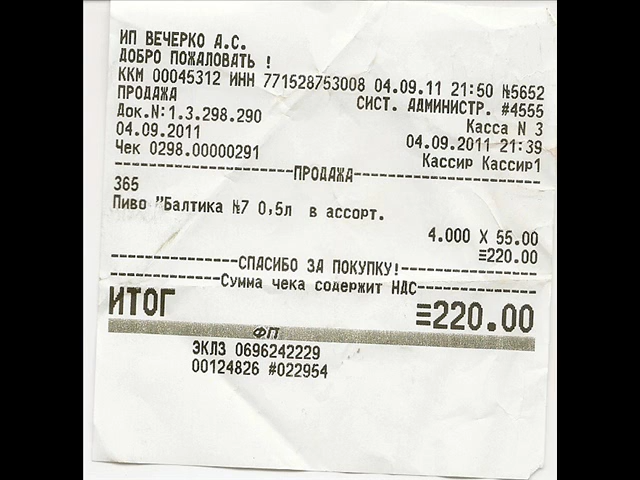 ИП ВЕЧЕРКО А.С.
ДОБРО ПОЖАЛОВАТЬ !
ККМ 00045312 ИНН 771528753008 04.09.11 21:50 №5652
ПРОДАЖА СИСТ. АДМИНИСТР. #4555
Док.N:1.3.298.290 Касса N 3
04.09.2011 04.09.2011 21:39
Чек 0298.00000291 Кассир Кассир1
ПРОДАЖА
365
Пиво "Балтика №7 0,5л в ассорт.
4.000 X 55.00
≡220.00
СПАСИБО ЗА ПОКУПКУ!
Сумма чека содержит НДС
ИТОГ ≡220.00
ФП
ЭКЛЗ 0696242229
00124826 #022954